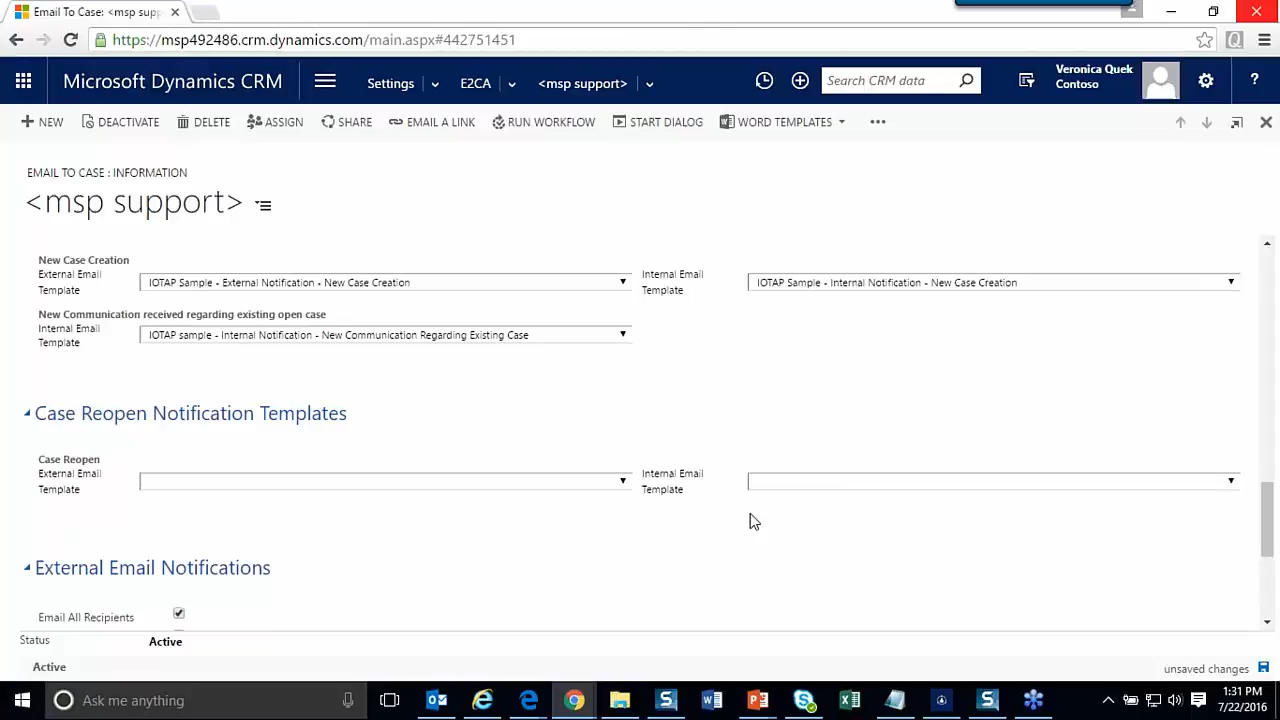 Email To Case: <msp supp
https://msp492486.crm.dynamics.com/main.aspx#442751451
Microsoft Dynamics CRM
Settings
E2CA
<msp support>
Search CRM data
Veronica Quek
Contoso
?
NEW
DEACTIVATE
DELETE
ASSIGN
SHARE
EMAIL A LINK
RUN WORKFLOW
START DIALOG
WORD TEMPLATES
EMAIL TO CASE : INFORMATION
<msp support>
New Case Creation
External Email
Template
IOTAP Sample - External Notification - New Case Creation
Internal Email
Template
IOTAP Sample - Internal Notification - New Case Creation
New Communication received regarding existing open case
Internal Email
Template
IOTAP sample - Internal Notification - New Communication Regarding Existing Case
Case Reopen Notification Templates
Case Reopen
External Email
Template
Internal Email
Template
External Email Notifications
Email All Recipients
Status
Active
Active
unsaved changes
Ask me anything
1:31 PM
7/22/2016